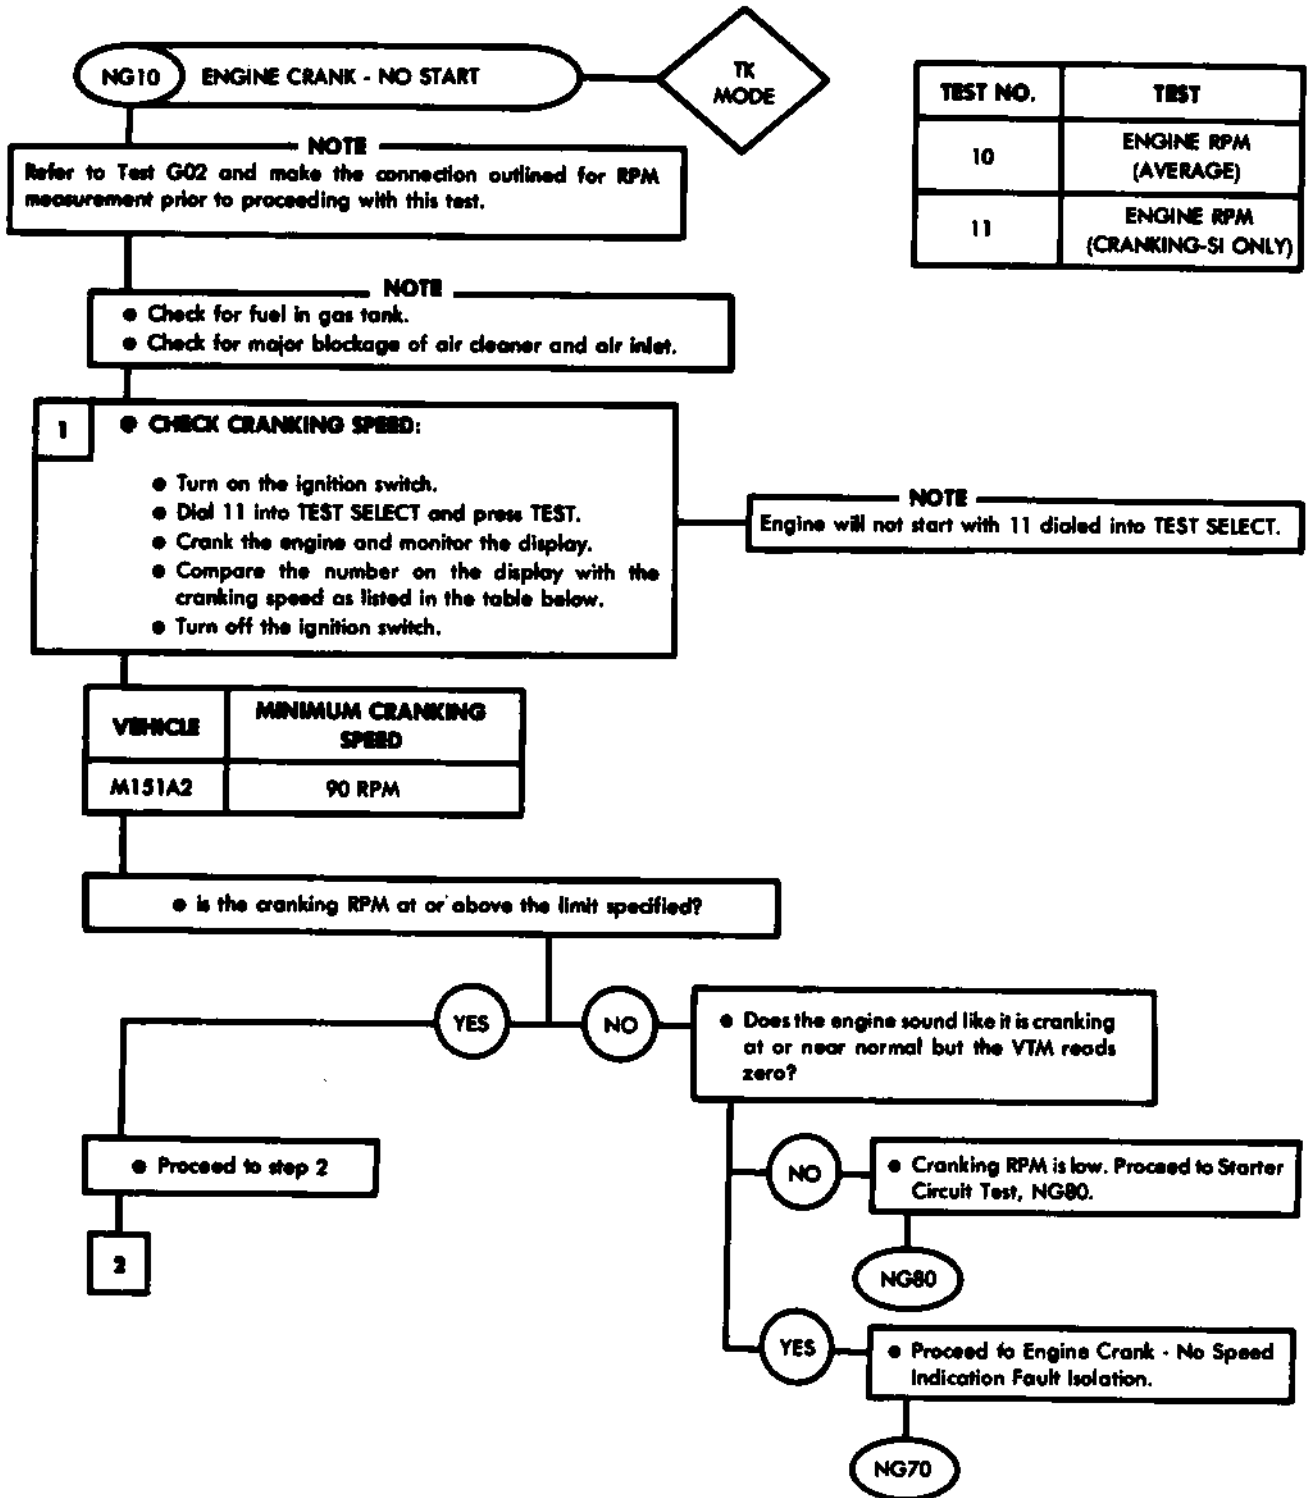 NG10 ENGINE CRANK - NO START
TK
MODE
TEST NO. TEST
10 ENGINE RPM
(AVERAGE)
11 ENGINE RPM
(CRANKING-SI ONLY)
NOTE
Refer to Test G02 and make the connection outlined for RPM
measurement prior to proceeding with this test.
NOTE
● Check for fuel in gas tank.
● Check for major blockage of air cleaner and air inlet.
1 ● CHECK CRANKING SPEED:
● Turn on the ignition switch.
● Dial 11 into TEST SELECT and press TEST.
● Crank the engine and monitor the display.
● Compare the number on the display with the
cranking speed as listed in the table below.
● Turn off the ignition switch.
NOTE
Engine will not start with 11 dialed into TEST SELECT.
VEHICLE MINIMUM CRANKING
SPEED
M151A2 90 RPM
● is the cranking RPM at or above the limit specified?
YES NO
● Does the engine sound like it is cranking
at or near normal but the VTM reads
zero?
● Proceed to step 2
2
NO
● Cranking RPM is low. Proceed to Starter
Circuit Test, NG80.
NG80
YES
● Proceed to Engine Crank - No Speed
Indication Fault Isolation.
NG70